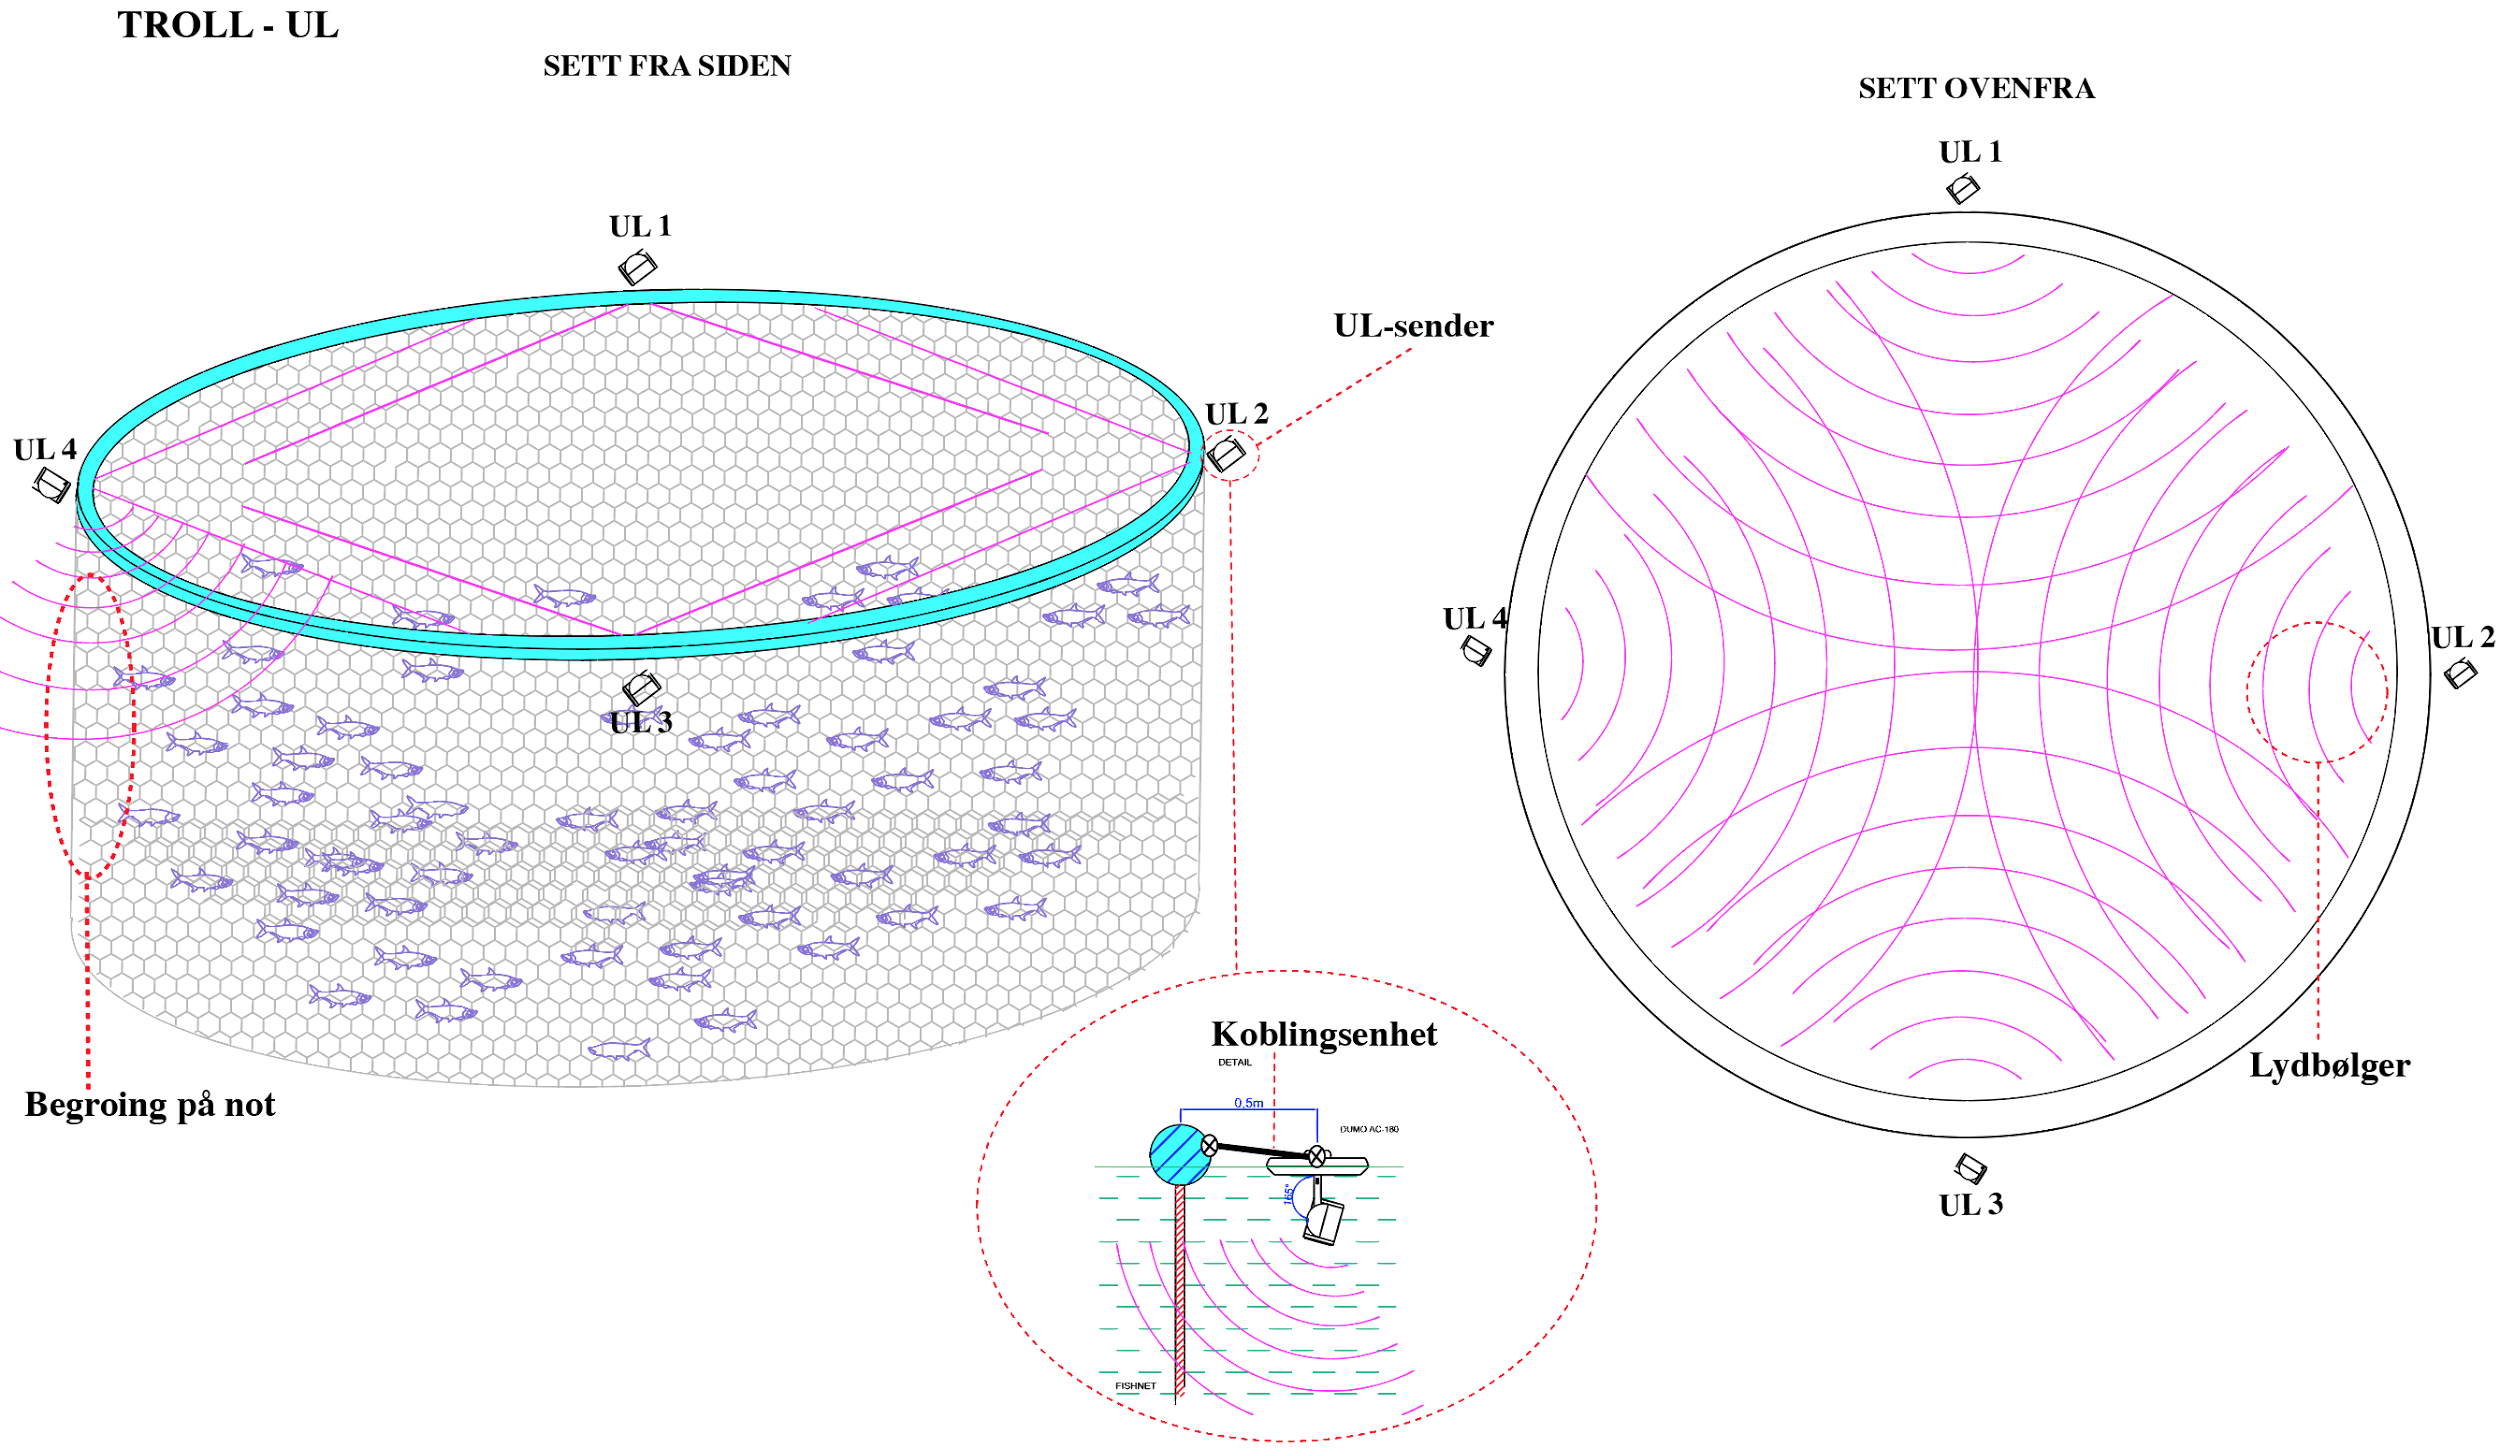 TROLL - UL
SETT FRA SIDEN
SETT OVENFRA
UL 1
UL 1
UL-sender
UL 2
UL 4
UL 4
UL 2
UL 3
Koblingsenhet
DETAIL
Lydbølger
Begroing på not
0,5m
DUMO AC-180
165°
UL 3
FISHNET